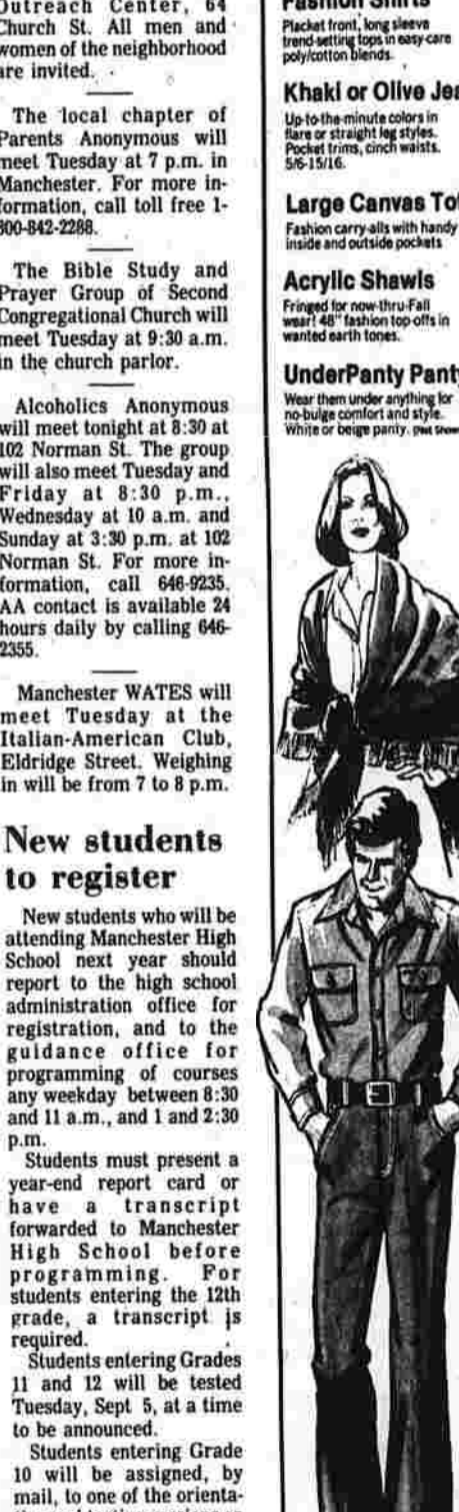 Outreach Center, 64
Church St. All men and
women of the neighborhood
are invited.
The local chapter of
Parents Anonymous will
meet Tuesday at 7 p.m. in
Manchester. For more in-
formation, call toll free 1-
800-842-2288.
The Bible Study and
Prayer Group of Second
Congregational Church will
meet Tuesday at 9:30 a.m.
in the church parlor.
Alcoholics Anonymous
will meet tonight at 8:30 at
102 Norman St. The group
will also meet Tuesday and
Friday at 8:30 p.m.,
Wednesday at 10 a.m. and
Sunday at 3:30 p.m. at 102
Norman St. For more in-
formation, call 646-9235.
AA contact is available 24
hours daily by calling 646-
2355.
Manchester WATES will
meet Tuesday at the
Italian-American Club,
Eldridge Street. Weighing
in will be from 7 to 8 p.m.
New students
to register
New students who will be
attending Manchester High
School next year should
report to the high school
administration office for
registration, and to the
guidance office for
programming of courses
any weekday between 8:30
and 11 a.m., and 1 and 2:30
p.m.
Students must present a
year-end report card or
have a transcript
forwarded to Manchester
High School before
programming. For
students entering the 12th
grade, a transcript is
required.
Students entering Grades
11 and 12 will be tested
Tuesday, Sept 5, at a time
to be announced.
Students entering Grade
10 will be assigned, by
mail, to one of the orienta-
Fashion Shirts
Placket front, long sleeve
trend-setting tops in easy-care
poly/cotton blends.
Khaki or Olive Jea
Up-to-the-minute colors in
flare or straight leg styles.
Pocket trims, cinch waists.
5/6-15/16.
Large Canvas Tot
Fashion carry-alls with handy
inside and outside pockets
Acrylic Shawls
Fringed for now-thru-Fall
wear! 48" fashion top-offs in
wanted earth tones.
UnderPanty Panty
Wear them under anything for
no-bulge comfort and style.
White or beige panty.